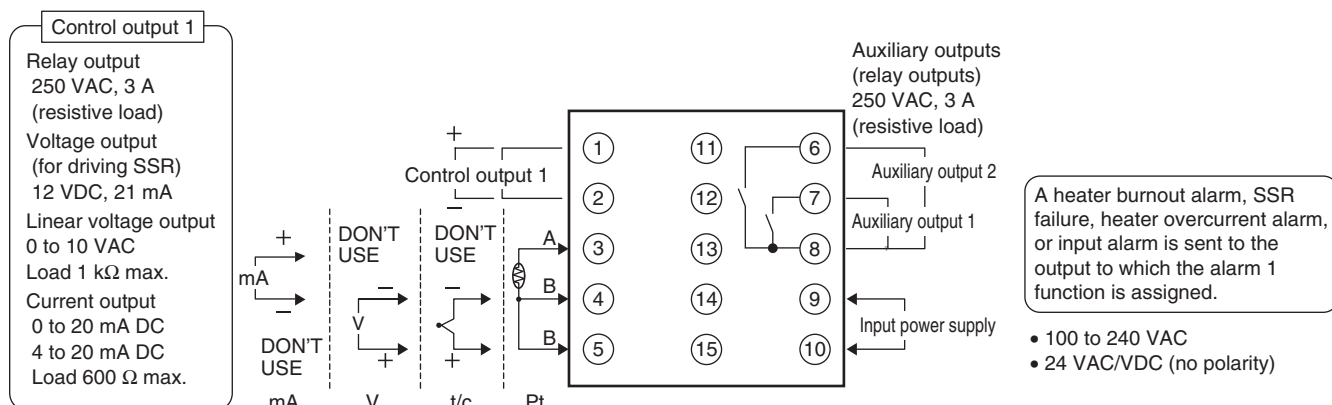 Control output 1
Relay output
250 VAC, 3 A
(resistive load)
Voltage output
(for driving SSR)
12 VDC, 21 mA
Linear voltage output
0 to 10 VAC
Load 1 kΩ max.
Current output
0 to 20 mA DC
4 to 20 mA DC
Load 600 Ω max.
+
mA
−
DON'T
USE
mA
DON'T
USE
−
V
+
V
+
Control output 1
−
DON'T
USE
−
+
t/c
A
B
B
Pt
1
2
3
4
5
11
12
13
14
15
6
7
8
9
10
Auxiliary outputs
(relay outputs)
250 VAC, 3 A
(resistive load)
Auxiliary output 2
Auxiliary output 1
Input power supply
A heater burnout alarm, SSR
failure, heater overcurrent alarm,
or input alarm is sent to the
output to which the alarm 1
function is assigned.
• 100 to 240 VAC
• 24 VAC/VDC (no polarity)